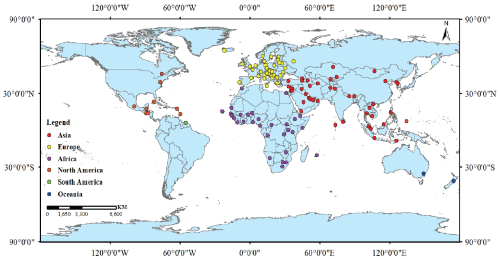 120°0'0"W 60°0'0"W 0°0'0" 60°0'0"E 120°0'0"E
90°0'0"N 90°0'0"N
N
30°0'0"N 30°0'0"N
Legend
Asia
Europe
Africa
North America
South America
Oceania
30°0'0"S 30°0'0"S
KM
0 1,650 3,300 6,600
90°0'0"S 90°0'0"S
120°0'0"W 60°0'0"W 0°0'0" 60°0'0"E 120°0'0"E